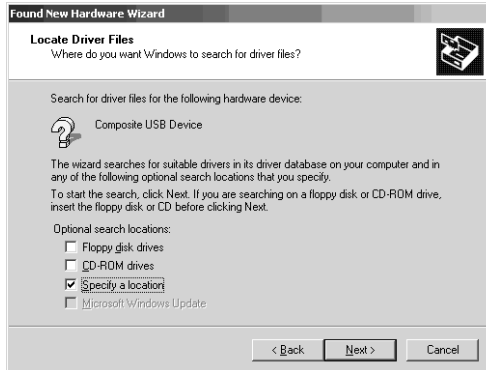 Found New Hardware Wizard
Locate Driver Files
Where do you want Windows to search for driver files?
Search for driver files for the following hardware device:
Composite USB Device
The wizard searches for suitable drivers in its driver database on your computer and in
any of the following optional search locations that you specify.
To start the search, click Next. If you are searching on a floppy disk or CD-ROM drive,
insert the floppy disk or CD before clicking Next.
Optional search locations:
Floppy disk drives
CD-ROM drives
Specify a location
Microsoft Windows Update
< Back Next > Cancel